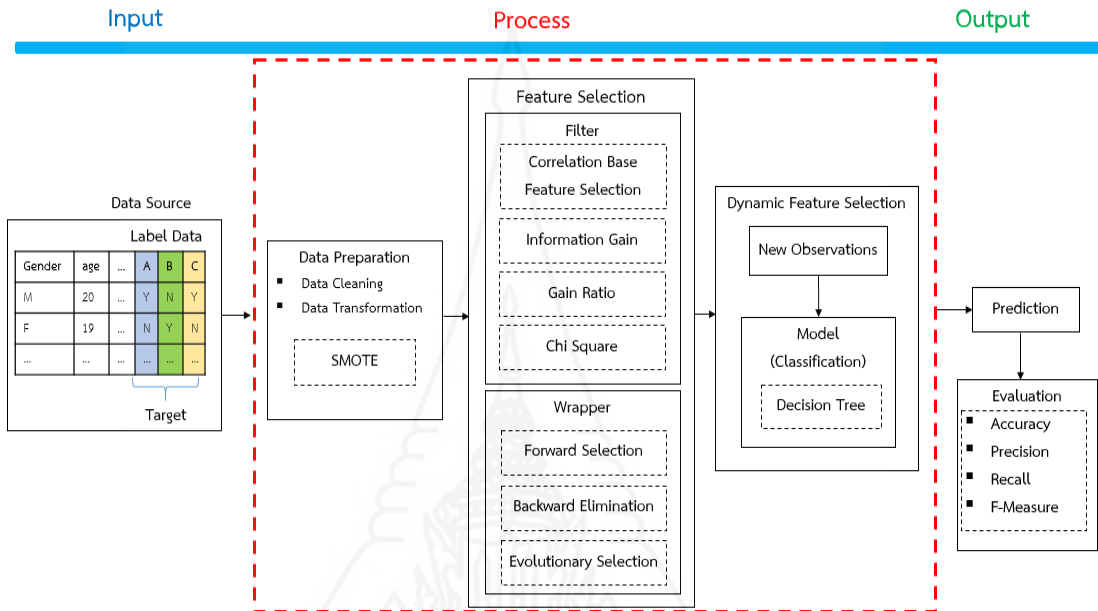 Input
Process
Output
Data Source
Label Data
Gender age ... A B C
M 20 ... Y N Y
F 19 ... N Y N
... ... ... ... ... ...
Target
Data Preparation
▪ Data Cleaning
▪ Data Transformation
SMOTE
Feature Selection
Filter
Correlation Base
Feature Selection
Information Gain
Gain Ratio
Chi Square
Wrapper
Forward Selection
Backward Elimination
Evolutionary Selection
Dynamic Feature Selection
New Observations
Model
(Classification)
Decision Tree
Prediction
Evaluation
▪ Accuracy
▪ Precision
▪ Recall
▪ F-Measure